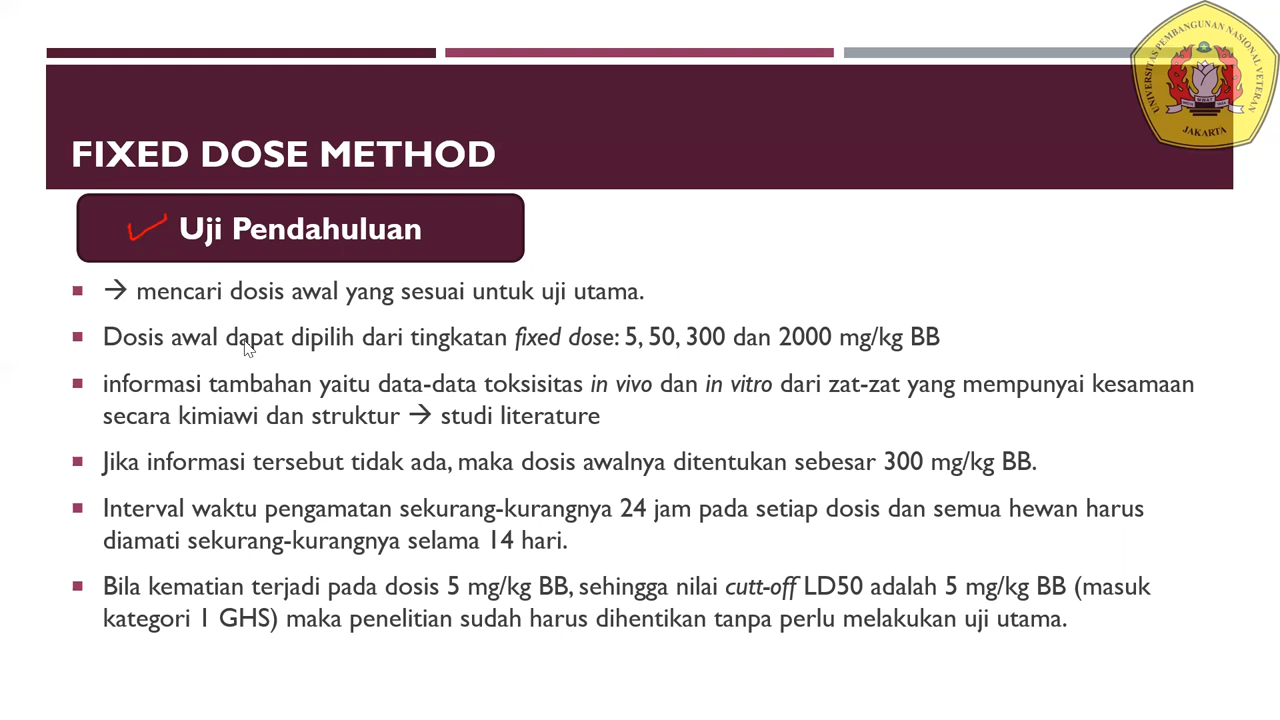 UNIVERSITAS PEMBANGUNAN NASIONAL VETERAN
JAKARTA
FIXED DOSE METHOD
Uji Pendahuluan
→ mencari dosis awal yang sesuai untuk uji utama.
Dosis awal dapat dipilih dari tingkatan fixed dose: 5, 50, 300 dan 2000 mg/kg BB
informasi tambahan yaitu data-data toksisitas in vivo dan in vitro dari zat-zat yang mempunyai kesamaan
secara kimiawi dan struktur → studi literature
Jika informasi tersebut tidak ada, maka dosis awalnya ditentukan sebesar 300 mg/kg BB.
Interval waktu pengamatan sekurang-kurangnya 24 jam pada setiap dosis dan semua hewan harus
diamati sekurang-kurangnya selama 14 hari.
Bila kematian terjadi pada dosis 5 mg/kg BB, sehingga nilai cutt-off LD50 adalah 5 mg/kg BB (masuk
kategori 1 GHS) maka penelitian sudah harus dihentikan tanpa perlu melakukan uji utama.